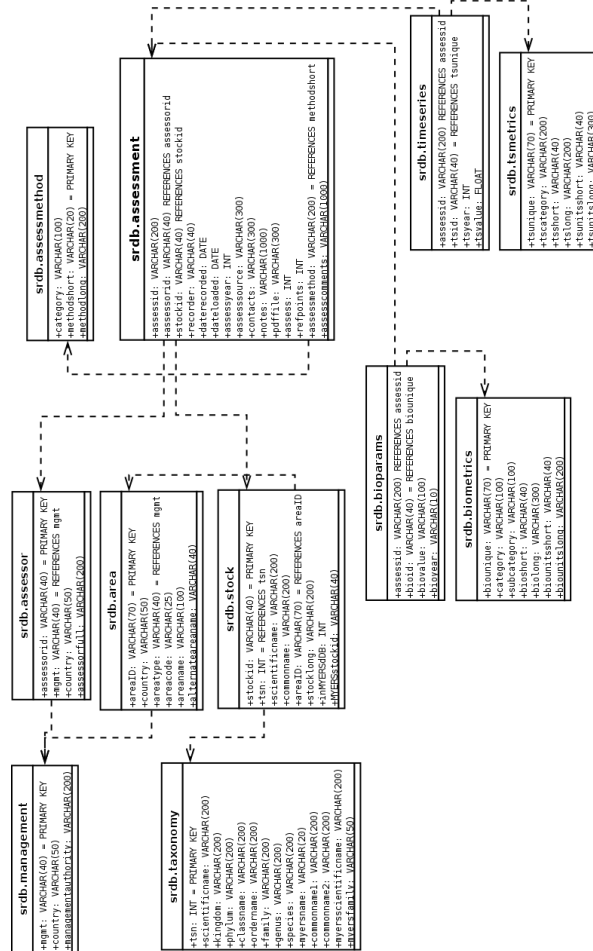 srdb.management
+mgmt: VARCHAR(40) = PRIMARY KEY
+country: VARCHAR(50)
+managementauthority: VARCHAR(200)
srdb.taxonomy
+tsn: INT = PRIMARY KEY
+scientificname: VARCHAR(200)
+kingdom: VARCHAR(200)
+phylum: VARCHAR(200)
+classname: VARCHAR(200)
+ordername: VARCHAR(200)
+family: VARCHAR(200)
+genus: VARCHAR(200)
+species: VARCHAR(200)
+myersname: VARCHAR(20)
+commonname1: VARCHAR(200)
+commonname2: VARCHAR(200)
+myersscientificname: VARCHAR(200)
+myersfamily: VARCHAR(50)
srdb.assessor
+assessorid: VARCHAR(40) = PRIMARY KEY
+mgmt: VARCHAR(40) = REFERENCES mgmt
+country: VARCHAR(50)
+assessorfull: VARCHAR(200)
srdb.area
+areaID: VARCHAR(70) = PRIMARY KEY
+country: VARCHAR(50)
+areatype: VARCHAR(40) = REFERENCES mgmt
+areacode: VARCHAR(25)
+areaname: VARCHAR(100)
+alternateareaname: VARCHAR(40)
srdb.stock
+stockid: VARCHAR(40) = PRIMARY KEY
+tsn: INT = REFERENCES tsn
+scientificname: VARCHAR(200)
+commonname: VARCHAR(200)
+areaID: VARCHAR(70) = REFERENCES areaID
+stocklong: VARCHAR(200)
+inMYERSDB: INT
+MYERSstockid: VARCHAR(40)
srdb.bioparams
+assessid: VARCHAR(200) REFERENCES assessid
+bioid: VARCHAR(40) = REFERENCES biounique
+biovalue: VARCHAR(100)
+bioyear: VARCHAR(10)
srdb.biometrics
+biounique: VARCHAR(70) = PRIMARY KEY
+category: VARCHAR(100)
+subcategory: VARCHAR(100)
+bioshort: VARCHAR(40)
+biolong: VARCHAR(300)
+biounitsshort: VARCHAR(40)
+biounitslong: VARCHAR(200)
srdb.assessmethod
+category: VARCHAR(100)
+methodshort: VARCHAR(20) = PRIMARY KEY
+methodlong: VARCHAR(200)
srdb.assessment
+assessid: VARCHAR(200)
+assessorid: VARCHAR(40) REFERENCES assessorid
+stockid: VARCHAR(40) REFERENCES stockid
+recorder: VARCHAR(40)
+daterecorded: DATE
+dateloaded: DATE
+assessyear: INT
+assesssource: VARCHAR(300)
+contacts: VARCHAR(300)
+notes: VARCHAR(1000)
+pdffile: VARCHAR(300)
+assess: INT
+refpoints: INT
+assessmethod: VARCHAR(200) = REFERENCES methodshort
+assesscomments: VARCHAR(1000)
srdb.timeseries
+assessid: VARCHAR(200) REFERENCES assessid
+tsid: VARCHAR(40) = REFERENCES tsunique
+tsyear: INT
+tsvalue: FLOAT
srdb.tsmetrics
+tsunique: VARCHAR(70) = PRIMARY KEY
+tscategory: VARCHAR(200)
+tsshort: VARCHAR(40)
+tslong: VARCHAR(200)
+tsunitsshort: VARCHAR(40)
+tsunitslong: VARCHAR(300)